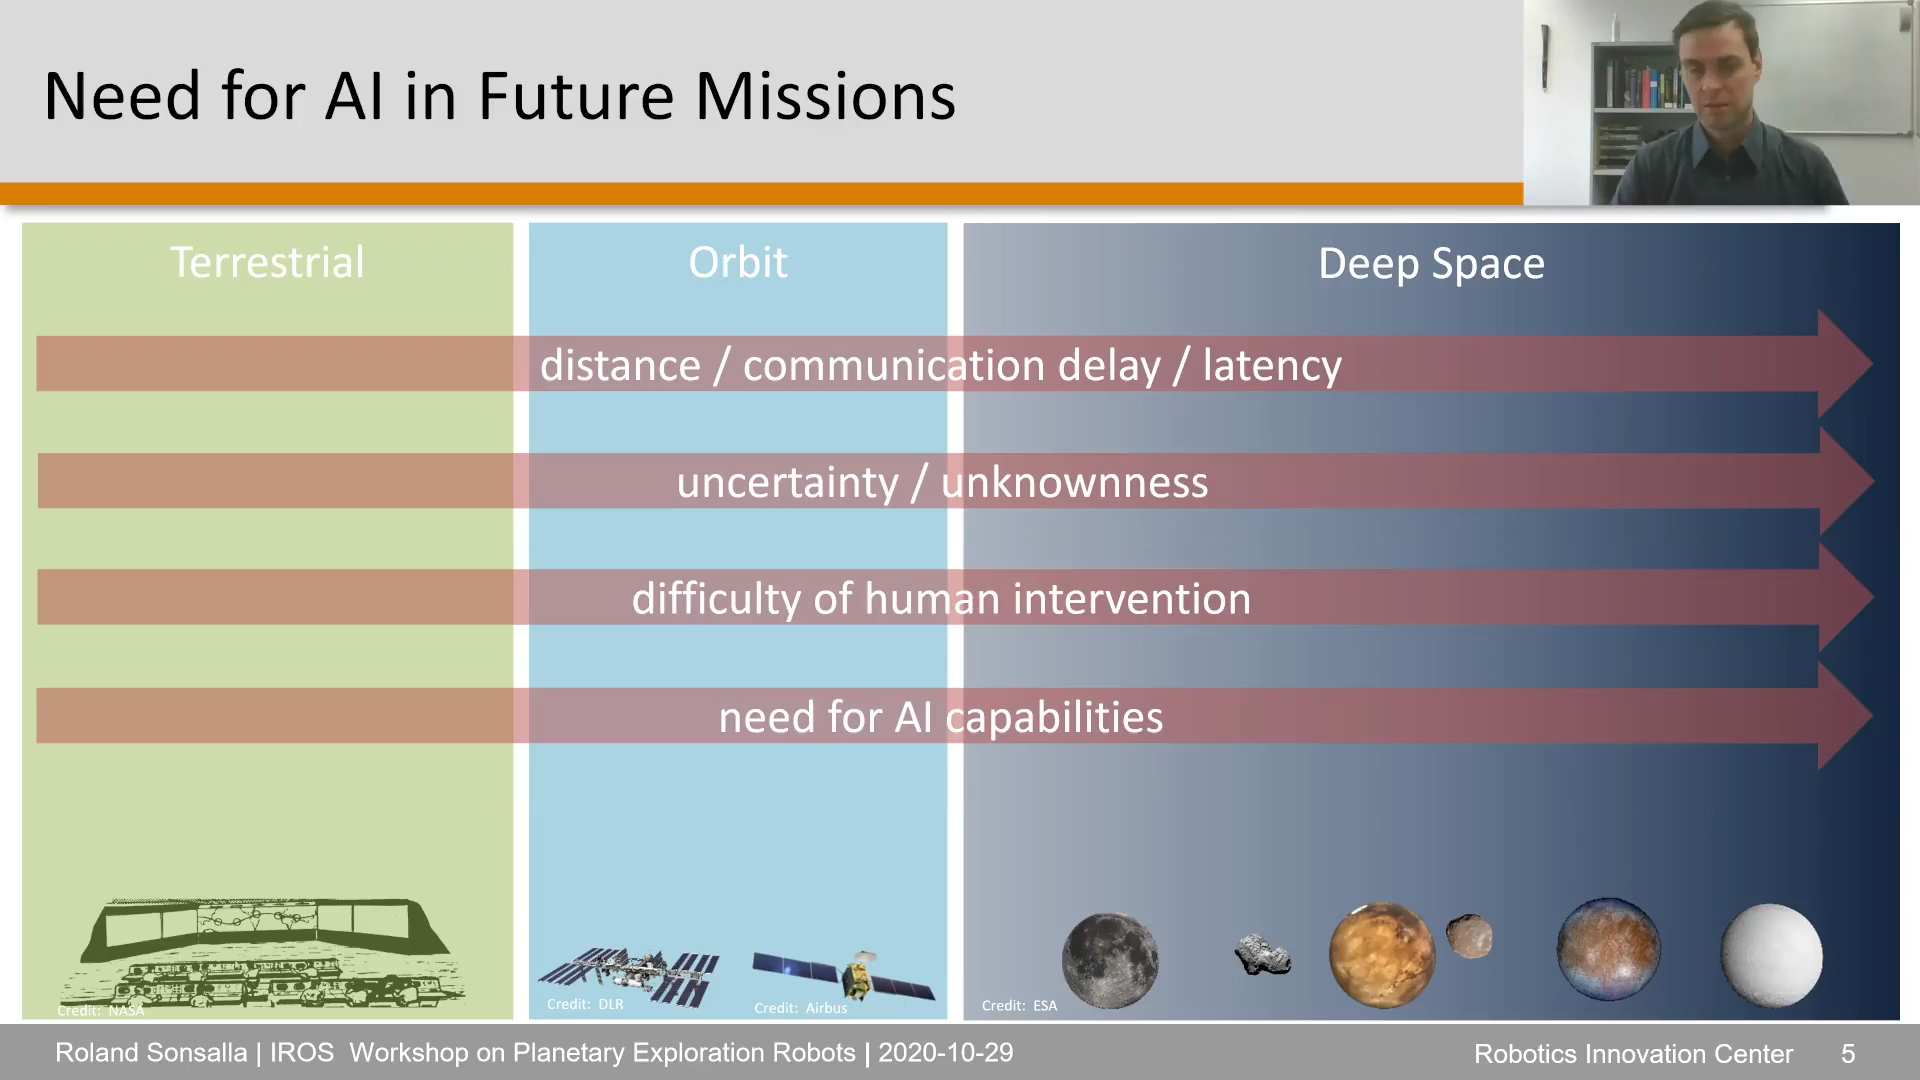 Need for AI in Future Missions
Terrestrial
Orbit
Deep Space
distance / communication delay / latency
uncertainty / unknownness
difficulty of human intervention
need for AI capabilities
Credit: NASA
Credit: DLR
Credit: Airbus
Credit: ESA
Roland Sonsalla | IROS Workshop on Planetary Exploration Robots | 2020-10-29
Robotics Innovation Center 5